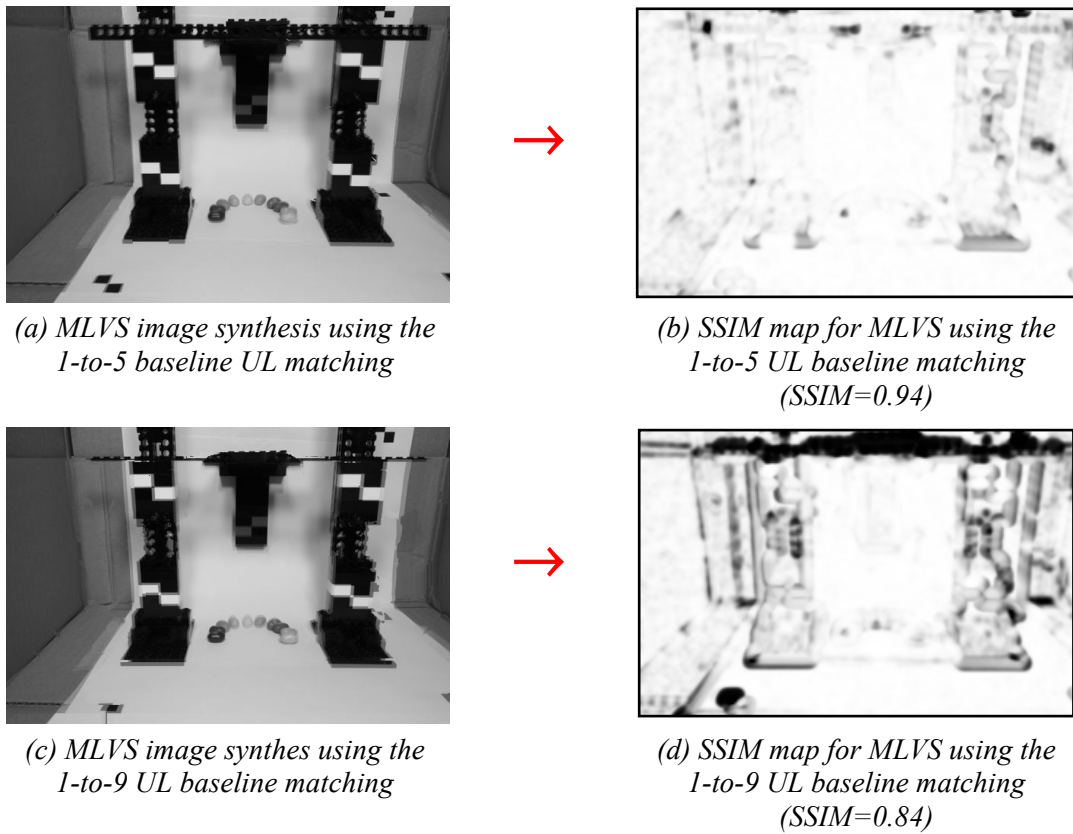 (a) MLVS image synthesis using the
1-to-5 baseline UL matching
(b) SSIM map for MLVS using the
1-to-5 UL baseline matching
(SSIM=0.94)
(c) MLVS image synthes using the
1-to-9 UL baseline matching
(d) SSIM map for MLVS using the
1-to-9 UL baseline matching
(SSIM=0.84)